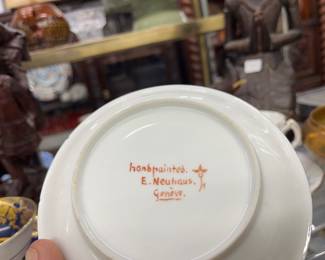 handpainted.
E. Neuhaus.
Genève.